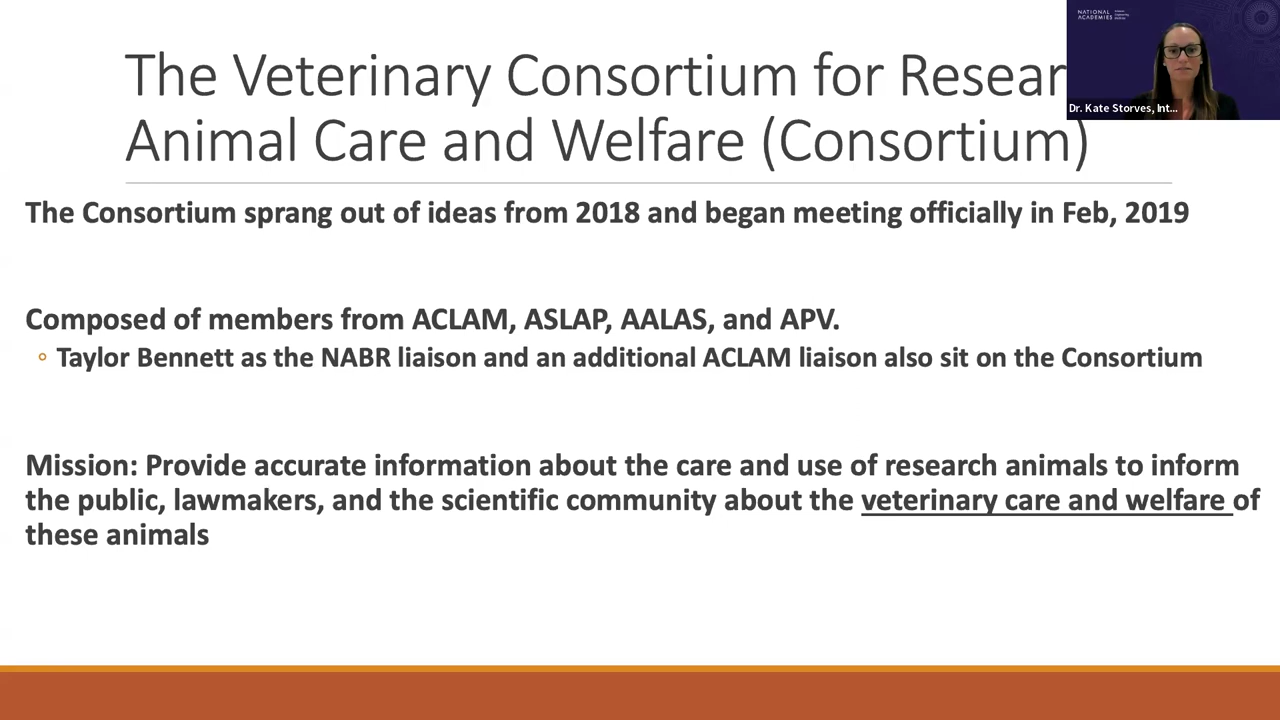 The Veterinary Consortium for Resear
Animal Care and Welfare (Consortium)
NATIONAL
ACADEMIES
Dr. Kate Storves, Int...
The Consortium sprang out of ideas from 2018 and began meeting officially in Feb, 2019
Composed of members from ACLAM, ASLAP, AALAS, and APV.
Taylor Bennett as the NABR liaison and an additional ACLAM liaison also sit on the Consortium
Mission: Provide accurate information about the care and use of research animals to inform
the public, lawmakers, and the scientific community about the veterinary care and welfare of
these animals